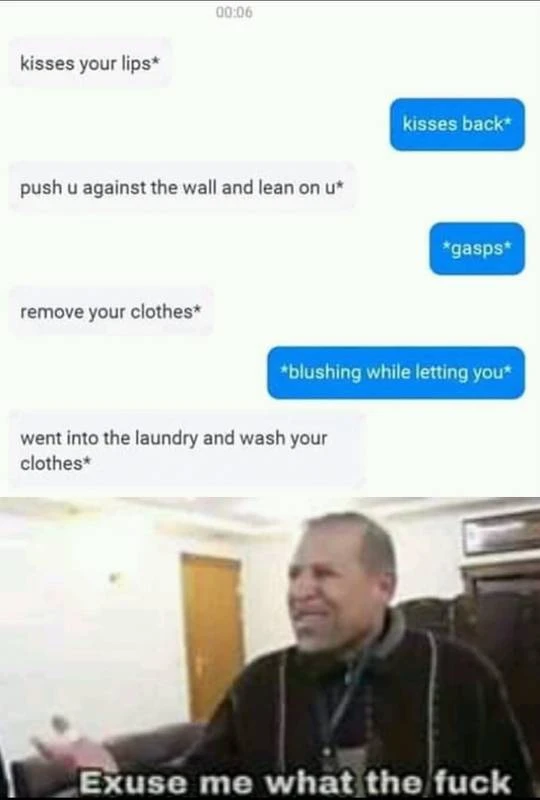 00:06
kisses your lips*
kisses back*
push u against the wall and lean on u*
*gasps*
remove your clothes*
*blushing while letting you*
went into the laundry and wash your
clothes*
Exuse me what the fuck